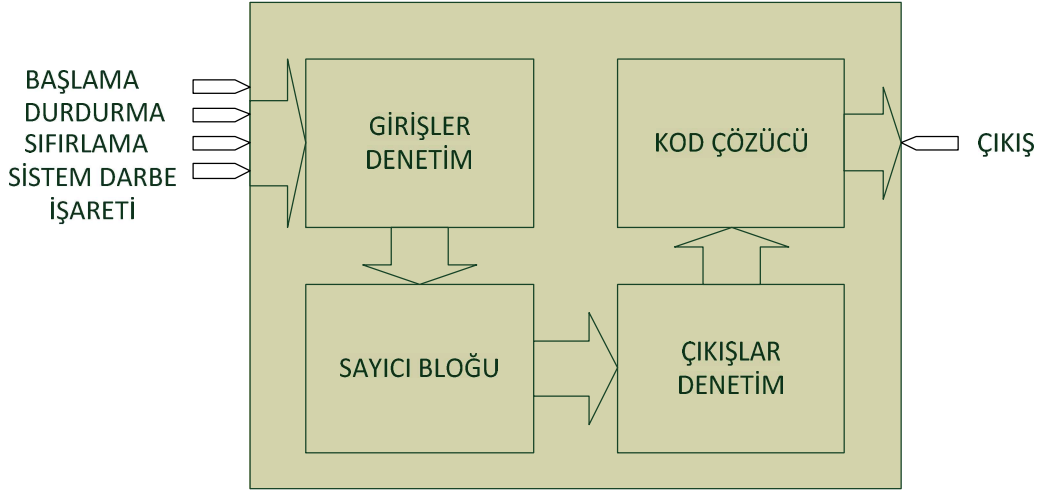 BAŞLAMA
DURDURMA
SIFIRLAMA
SİSTEM DARBE
İŞARETİ
GİRİŞLER
DENETİM
KOD ÇÖZÜCÜ
ÇIKIŞ
SAYICI BLOĞU
ÇIKIŞLAR
DENETİM